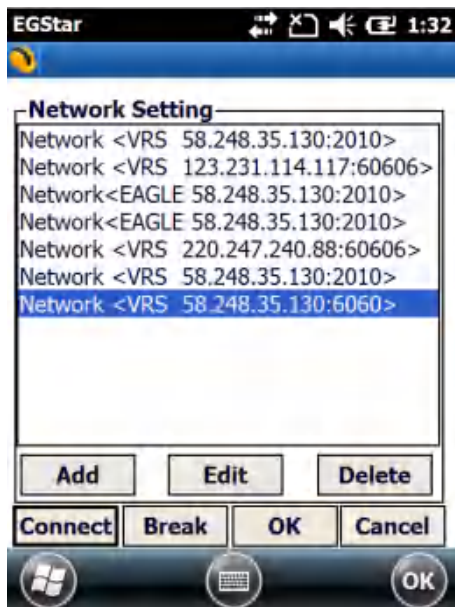 EGStar 1:32
Network Setting
Network <VRS 58.248.35.130:2010>
Network <VRS 123.231.114.117:60606>
Network<EAGLE 58.248.35.130:2010>
Network<EAGLE 58.248.35.130:2010>
Network <VRS 220.247.240.88:60606>
Network <VRS 58.248.35.130:2010>
Network <VRS 58.248.35.130:6060>
Add Edit Delete
Connect Break OK Cancel
OK